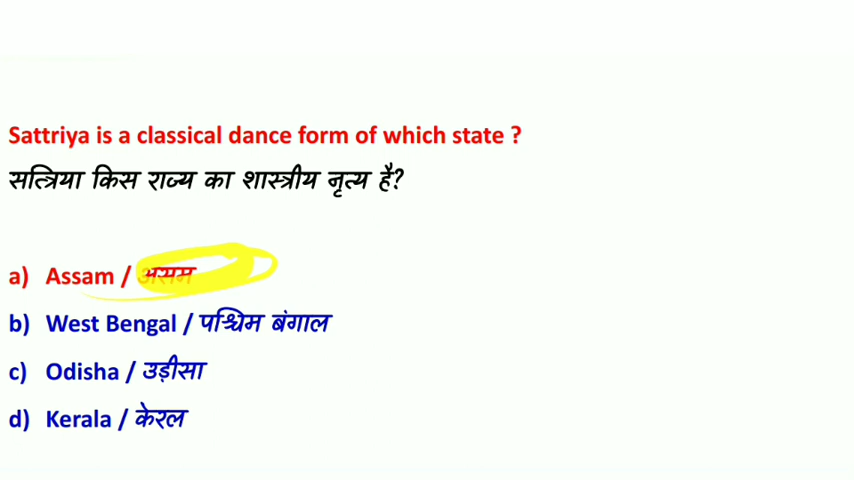 Sattriya is a classical dance form of which state ?
सत्त्रिया किस राज्य का शास्त्रीय नृत्य है?
a) Assam / असम
b) West Bengal / पश्चिम बंगाल
c) Odisha / उड़ीसा
d) Kerala / केरल